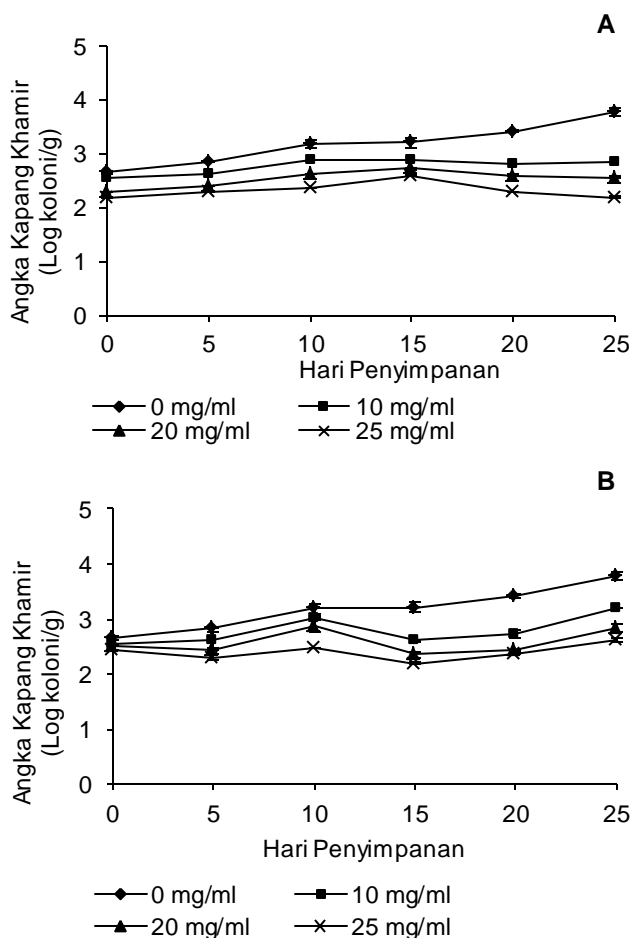 A
5
4
3
2
1
0
Angka Kapang Khamir
(Log koloni/g)
0 5 10 15 20 25
Hari Penyimpanan
0 mg/ml 10 mg/ml
20 mg/ml 25 mg/ml
B
5
4
3
2
1
0
Angka Kapang Khamir
(Log koloni/g)
0 5 10 15 20 25
Hari Penyimpanan
0 mg/ml 10 mg/ml
20 mg/ml 25 mg/ml